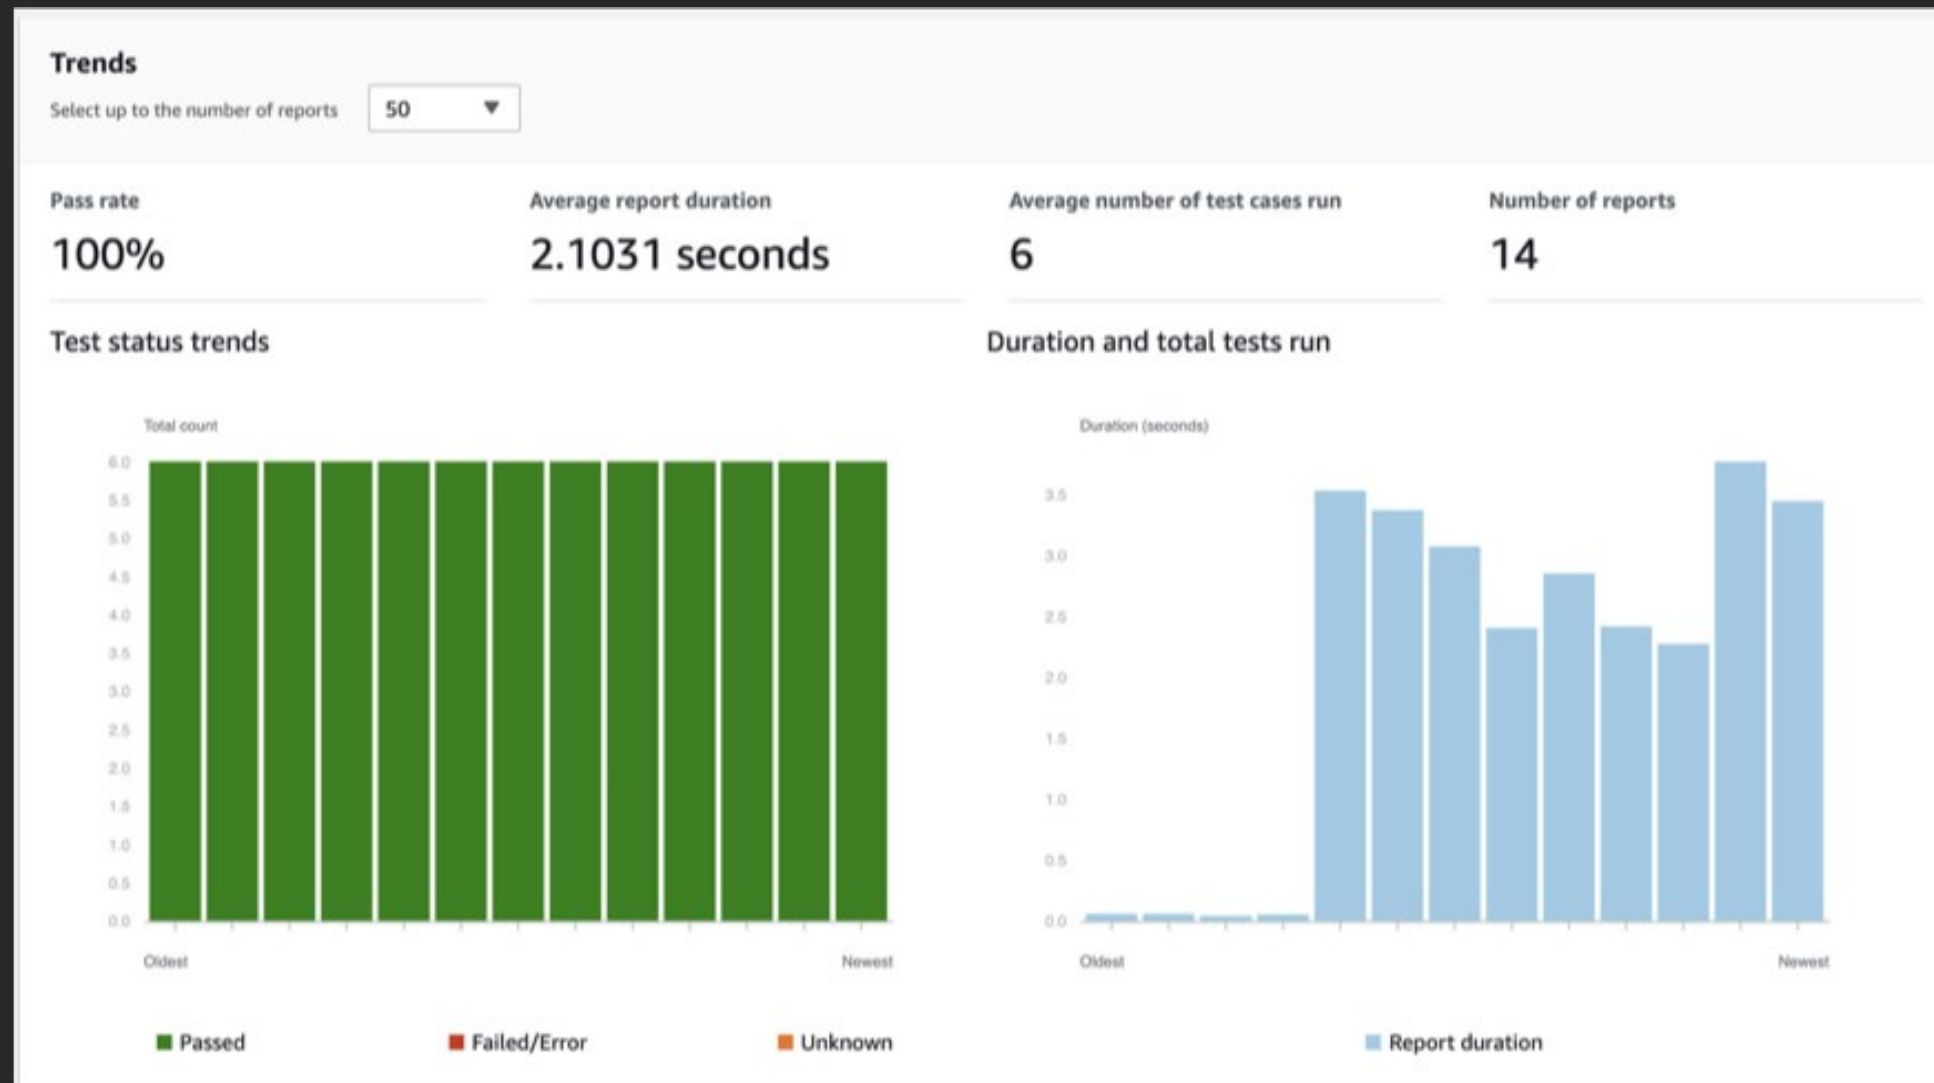 Trends
Select up to the number of reports
50
Pass rate
100%
Average report duration
2.1031 seconds
Average number of test cases run
6
Number of reports
14
Test status trends
Total count
6.0
5.5
5.0
4.5
4.0
3.5
3.0
2.5
2.0
1.5
1.0
0.5
0.0
Oldest
Newest
Passed
Failed/Error
Unknown
Duration and total tests run
Duration (seconds)
3.5
3.0
2.5
2.0
1.5
1.0
0.5
0.0
Oldest
Newest
Report duration